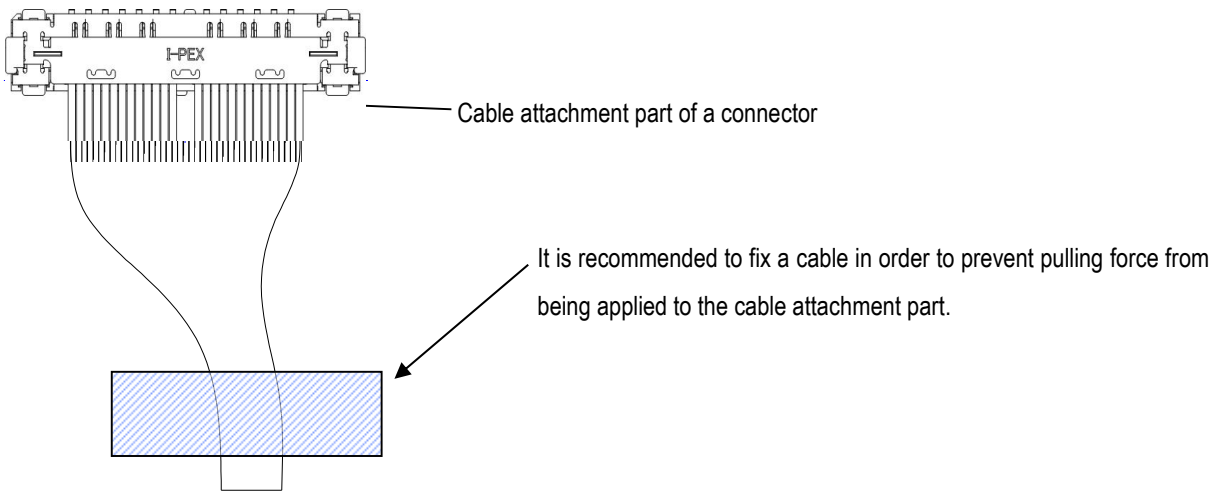 I-PEX
Cable attachment part of a connector
It is recommended to fix a cable in order to prevent pulling force from
being applied to the cable attachment part.